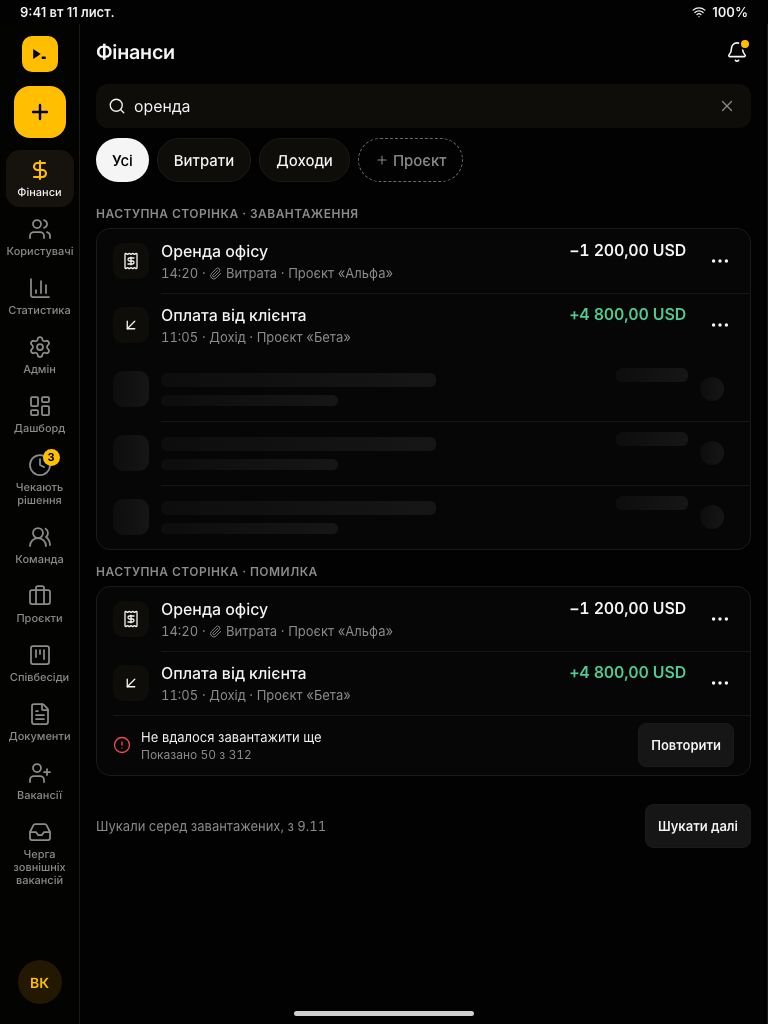 9:41 вт 11 лист.
100%
Фінанси
оренда
Усі
Витрати
Доходи
+ Проєкт
НАСТУПНА СТОРІНКА · ЗАВАНТАЖЕННЯ
Оренда офісу
−1 200,00 USD
14:20 · Витрата · Проєкт «Альфа»
Оплата від клієнта
+4 800,00 USD
11:05 · Дохід · Проєкт «Бета»
НАСТУПНА СТОРІНКА · ПОМИЛКА
Оренда офісу
−1 200,00 USD
14:20 · Витрата · Проєкт «Альфа»
Оплата від клієнта
+4 800,00 USD
11:05 · Дохід · Проєкт «Бета»
Не вдалося завантажити ще
Показано 50 з 312
Повторити
Шукали серед завантажених, з 9.11
Шукати далі
Фінанси
Користувачі
Статистика
Адмін
Дашборд
3
Чекають
рішення
Команда
Проєкти
Співбесіди
Документи
Вакансії
Черга
зовнішніх
вакансій
ВК